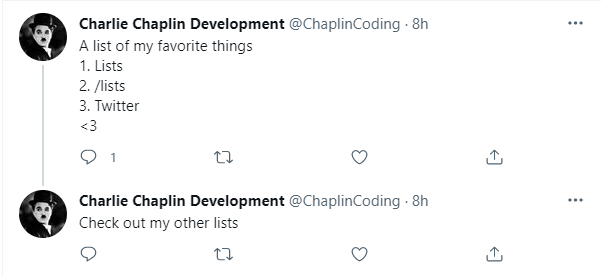 Charlie Chaplin Development @ChaplinCoding · 8h
A list of my favorite things
1. Lists
2. /lists
3. Twitter
<3
1
Charlie Chaplin Development @ChaplinCoding · 8h
Check out my other lists